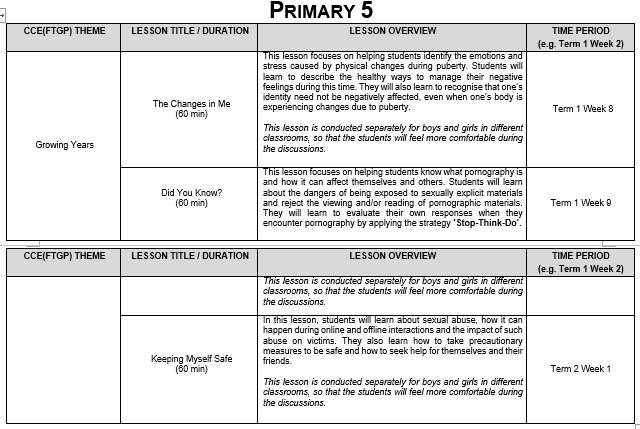 PRIMARY 5
CCE(FTGP) THEME
LESSON TITLE / DURATION
LESSON OVERVIEW
TIME PERIOD
(e.g. Term 1 Week 2)
Growing Years
The Changes in Me
(60 min)
This lesson focuses on helping students identify the emotions and
stress caused by physical changes during puberty. Students will
learn to describe the healthy ways to manage their negative
feelings during this time. They will also learn to recognise that one's
identity need not be negatively affected, even when one's body is
experiencing changes due to puberty.
This lesson is conducted separately for boys and girls in different
classrooms, so that the students will feel more comfortable during
the discussions.
Term 1 Week 8
Did You Know?
(60 min)
This lesson focuses on helping students know what pornography is
and how it can affect themselves and others. Students will learn
about the dangers of being exposed to sexually explicit materials
and reject the viewing and/or reading of pornographic materials.
They will learn to evaluate their own responses when they
encounter pornography by applying the strategy 'Stop-Think-Do'.
Term 1 Week 9
CCE(FTGP) THEME
LESSON TITLE / DURATION
LESSON OVERVIEW
TIME PERIOD
(e.g. Term 1 Week 2)
This lesson is conducted separately for boys and girls in different
classrooms, so that the students will feel more comfortable during
the discussions.
Keeping Myself Safe
(60 min)
In this lesson, students will learn about sexual abuse, how it can
happen during online and offline interactions and the impact of such
abuse on victims. They also learn how to take precautionary
measures to be safe and how to seek help for themselves and their
friends.
This lesson is conducted separately for boys and girls in different
classrooms, so that the students will feel more comfortable during
the discussions.
Term 2 Week 1